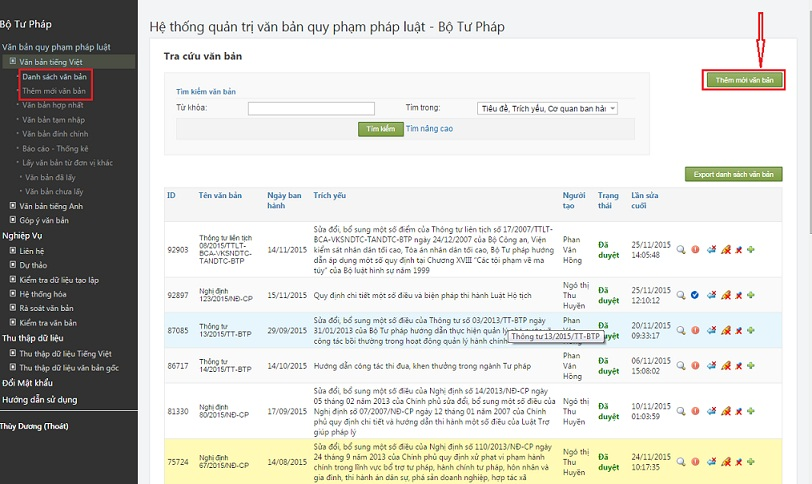 Bộ Tư Pháp
Văn bản quy phạm pháp luật
Văn bản tiếng Việt
Danh sách văn bản
Thêm mới văn bản
Văn bản hợp nhất
Văn bản tạm nhập
Văn bản đính chính
Báo cáo - Thống kê
Lấy văn bản từ đơn vị khác
Văn bản đã lấy
Văn bản chưa lấy
Văn bản tiếng Anh
Góp ý văn bản
Nghiệp Vụ
Liên hệ
Dự thảo
Kiểm tra dữ liệu tạo lập
Hệ thống hóa
Rà soát văn bản
Kiểm tra văn bản
Thu thập dữ liệu
Thu thập dữ liệu Tiếng Việt
Thu thập dữ liệu văn bản gốc
Đổi Mật khẩu
Hướng dẫn sử dụng
Thùy Dương (Thoát)
Hệ thống quản trị văn bản quy phạm pháp luật - Bộ Tư Pháp
Tra cứu văn bản
Thêm mới văn bản
Tìm kiếm văn bản
Từ khóa:
Tìm trong:
Tiêu đề, Trích yếu, Cơ quan ban hà
Tìm kiếm
Tìm nâng cao
Export danh sách văn bản
ID
Tên văn bản
Ngày ban
hành
Trích yếu
Người
tạo
Trạng
thái
Lần sửa
cuối
92903
Thông tư liên tịch
08/2015/TTLT-
BCA-VKSNDTC-
TANDTC-BTP
14/11/2015
Sửa đổi, bổ sung một số điểm của Thông tư liên tịch số 17/2007/TTLT-
BCA-VKSNDTC-TANDTC-BTP ngày 24/12/2007 của Bộ Công an, Viện
kiểm sát nhân dân tối cao, Tòa án nhân dân tối cao, Bộ Tư pháp hướng
dẫn áp dụng một số quy định tại Chương XVIII "Các tội phạm về ma
túy" của Bộ luật hình sự năm 1999
Phan
Văn
Hồng
Đã
duyệt
25/11/2015
14:05:48
92897
Nghị định
123/2015/NĐ-CP
15/11/2015
Quy định chi tiết một số điều và biện pháp thi hành Luật Hộ tịch
Ngô thị
Thu
Huyền
Đã
duyệt
25/11/2015
12:10:12
87085
Thông tư
13/2015/TT-BTP
29/09/2015
Sửa đổi, bổ sung một số điều của Thông tư số 03/2013/TT-BTP ngày
31/01/2013 của Bộ Tư pháp hướng dẫn thực hiện quản lý
công tác bồi thường trong hoạt động quản lý hành chính
Phan
Đã
duyệt
20/11/2015
09:33:17
Thông tư 13/2015/TT-BTP
86717
Thông tư
14/2015/TT-BTP
14/10/2015
Hướng dẫn công tác thi đua, khen thưởng trong ngành Tư pháp
Phan
Văn
Hồng
Đã
duyệt
06/11/2015
15:08:02
81330
Nghị định
80/2015/NĐ-CP
17/09/2015
Sửa đổi, bổ sung một số điều của Nghị định số 14/2013/NĐ-CP ngày
05 tháng 02 năm 2013 của Chính phủ sửa đổi, bổ sung một số điều của
Nghị định số 07/2007/NĐ-CP ngày 12 tháng 01 năm 2007 của Chính
phủ quy định chi tiết và hướng dẫn thi hành một số điều của Luật Trợ
giúp pháp lý
Ngô thị
Thu
Huyền
Đã
duyệt
10/11/2015
01:03:59
75724
Nghị định
67/2015/NĐ-CP
14/08/2015
Sửa đổi, bổ sung một số điều của Nghị định số 110/2013/NĐ-CP ngày
24 tháng 9 năm 2013 của Chính phủ quy định xử phạt vi phạm hành
chính trong lĩnh vực bổ trợ tư pháp, hành chính tư pháp, hôn nhân và
gia đình, thi hành án dân sự, phá sản doanh nghiệp, hợp tác xã
Ngô thị
Thu
Huyền
Đã
duyệt
24/11/2015
10:17:35